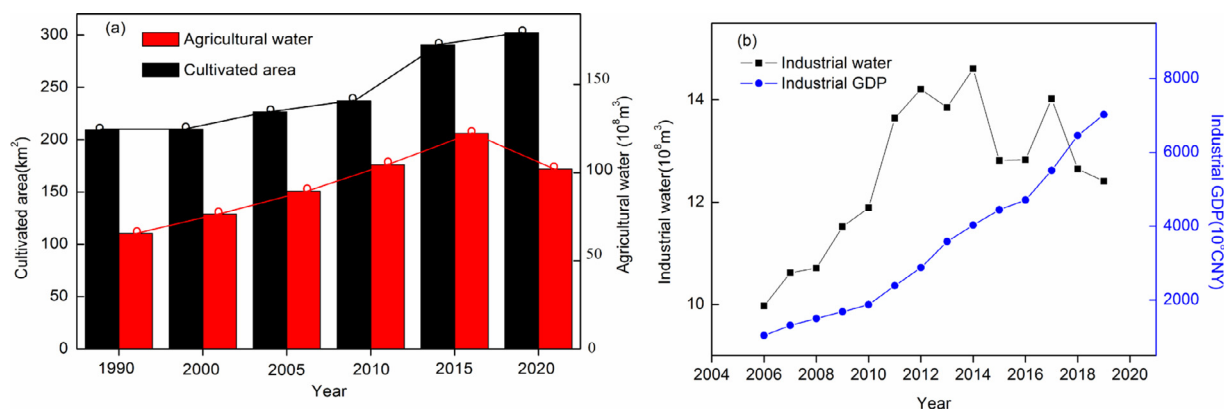 (a)
Agricultural water
Cultivated area
Cultivated area(km²)
300
250
200
150
100
50
0
1990
2000
2005
2010
2015
2020
Year
150
100
50
0
Agricultural water (10⁸m³)
(b)
Industrial water
Industrial GDP
Industrial water(10⁸m³)
14
12
10
2004
2006
2008
2010
2012
2014
2016
2018
2020
Year
8000
6000
4000
2000
Industrial GDP(10⁸CNY)